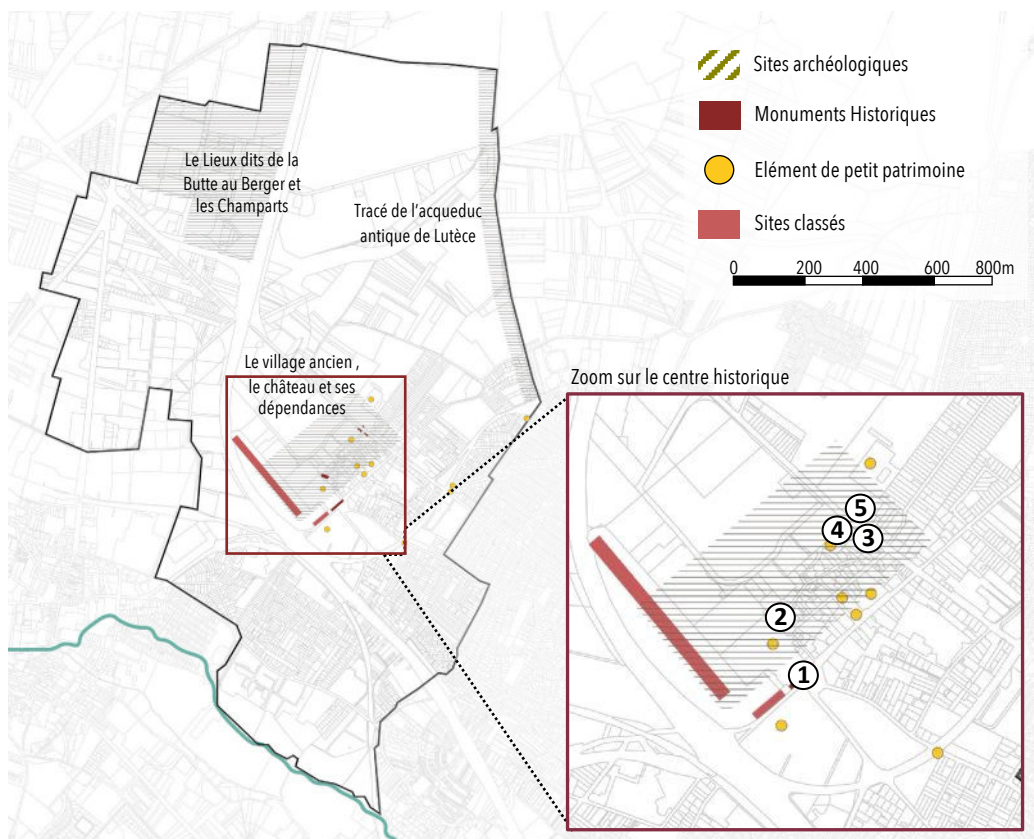 Sites archéologiques
Monuments Historiques
Elément de petit patrimoine
Sites classés
0 200 400 600 800m
Le Lieux dits de la
Butte au Berger et
les Champarts
Tracé de l'acqueduc
antique de Lutèce
Le village ancien ,
le château et ses
dépendances
Zoom sur le centre historique
5
4
3
2
1